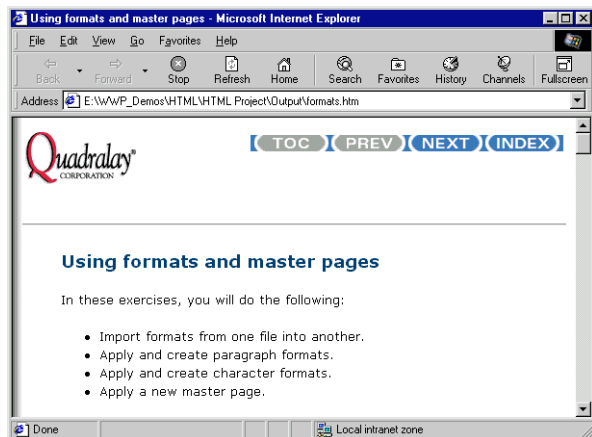 Using formats and master pages - Microsoft Internet Explorer
File Edit View Go Favorites Help
Back Forward Stop Refresh Home Search Favorites History Channels Fullscreen
Address E:\WWP_Demos\HTML\HTML Project\Output\formats.htm
Quadralay®
CORPORATION
TOC PREV NEXT INDEX
Using formats and master pages
In these exercises, you will do the following:
• Import formats from one file into another.
• Apply and create paragraph formats.
• Apply and create character formats.
• Apply a new master page.
Done Local intranet zone